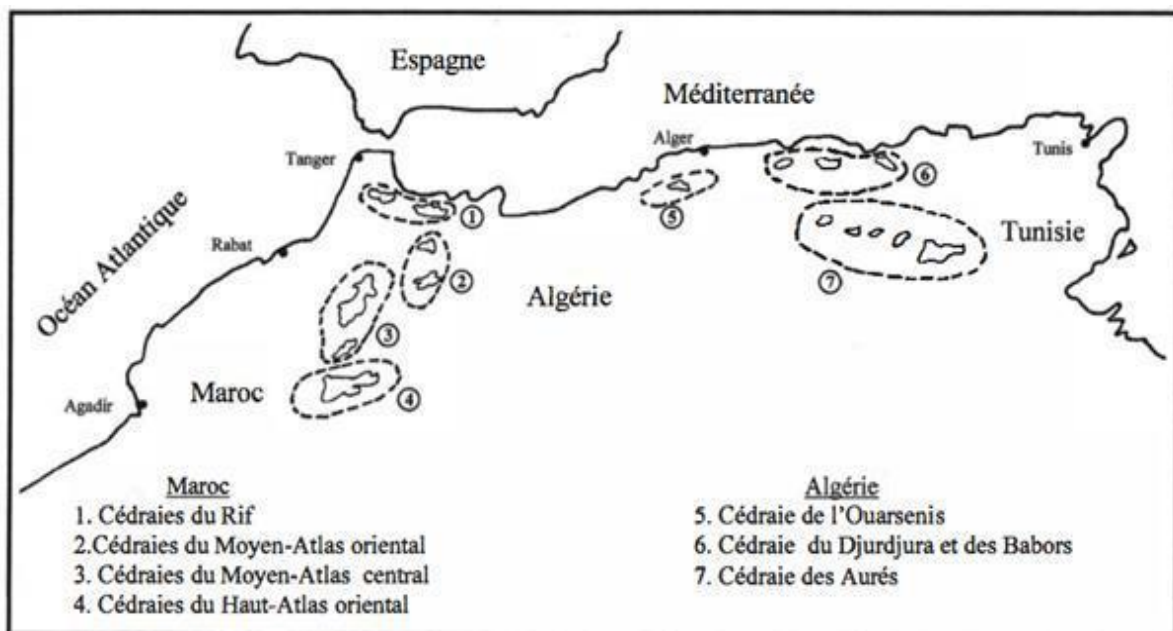 Espagne
Méditerranée
Alger
Tunis
Tanger
①
⑤
⑥
Océan Atlantique
Rabat
②
Algérie
Tunisie
⑦
③
Maroc
④
Agadir
Maroc
1. Cédraies du Rif
2.Cédraies du Moyen-Atlas oriental
3. Cédraies du Moyen-Atlas central
4. Cédraies du Haut-Atlas oriental
Algérie
5. Cédraie de l'Ouarsenis
6. Cédraie du Djurdjura et des Babors
7. Cédraie des Aurés